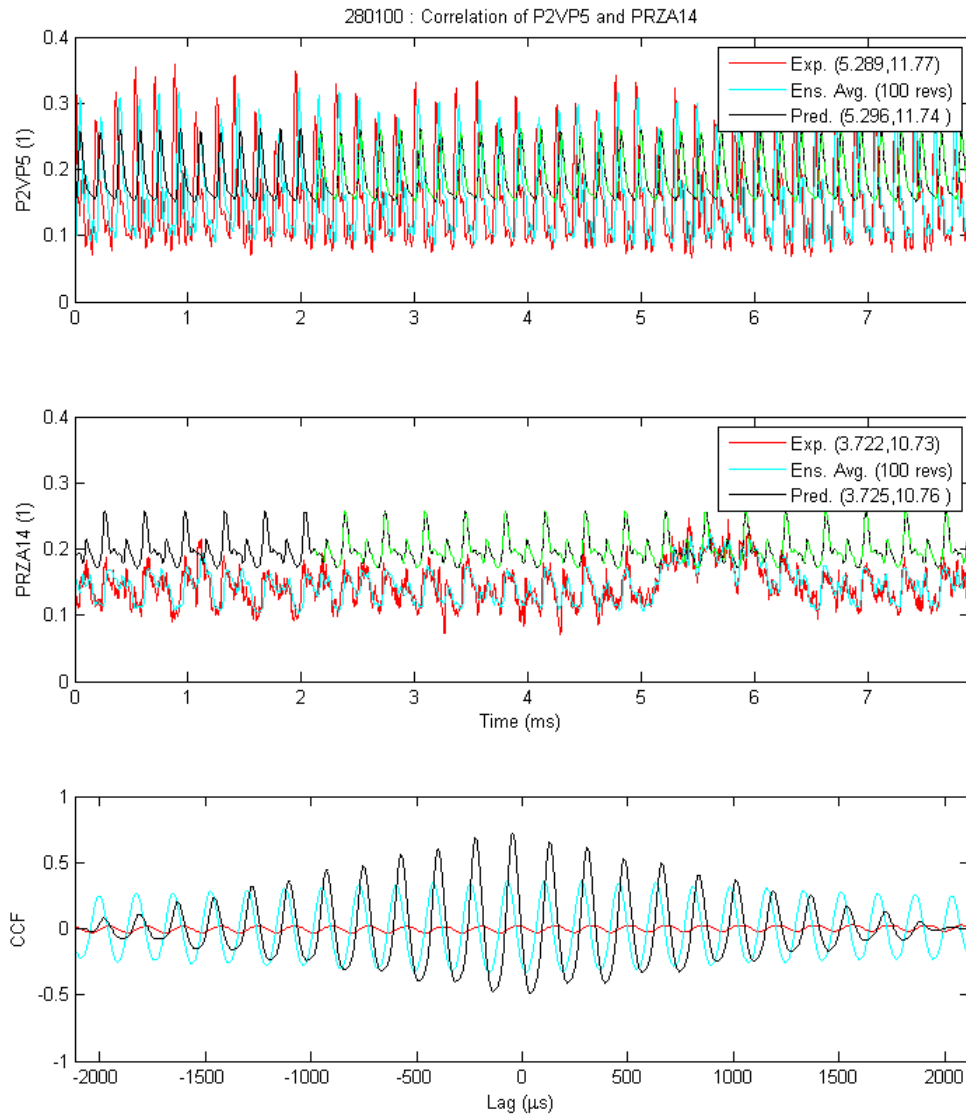 280100 : Correlation of P2VP5 and PRZA14
0.4
0.3
0.2
0.1
0
P2VP5 (1)
Exp. (5.289,11.77)
Ens. Avg. (100 revs)
Pred. (5.296,11.74 )
0 1 2 3 4 5 6 7
0.4
0.3
0.2
0.1
0
PRZA14 (1)
Exp. (3.722,10.73)
Ens. Avg. (100 revs)
Pred. (3.725,10.76 )
0 1 2 3 4 5 6 7
Time (ms)
1
0.5
0
-0.5
-1
CCF
-2000 -1500 -1000 -500 0 500 1000 1500 2000
Lag (μs)